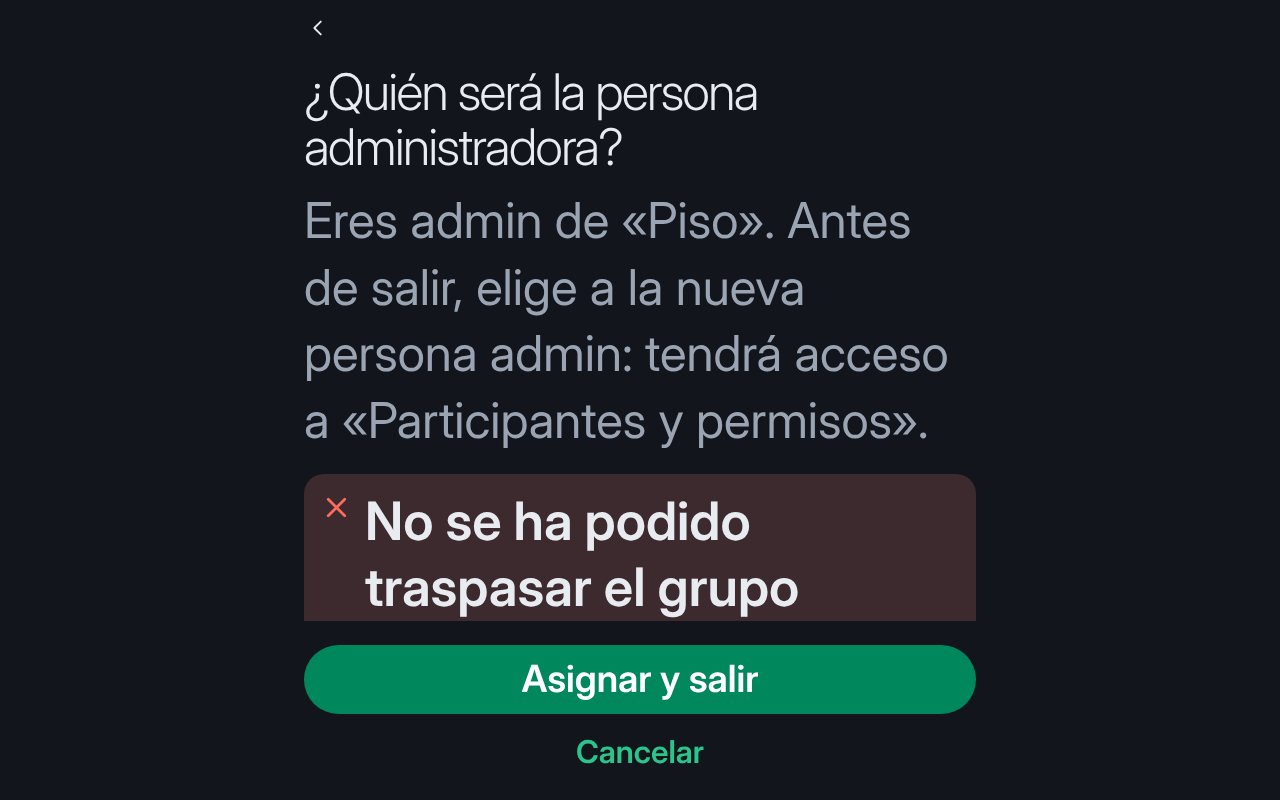 ¿Quién será la persona
administradora?
Eres admin de «Piso». Antes
de salir, elige a la nueva
persona admin: tendrá acceso
a «Participantes y permisos».
No se ha podido
traspasar el grupo
Asignar y salir
Cancelar